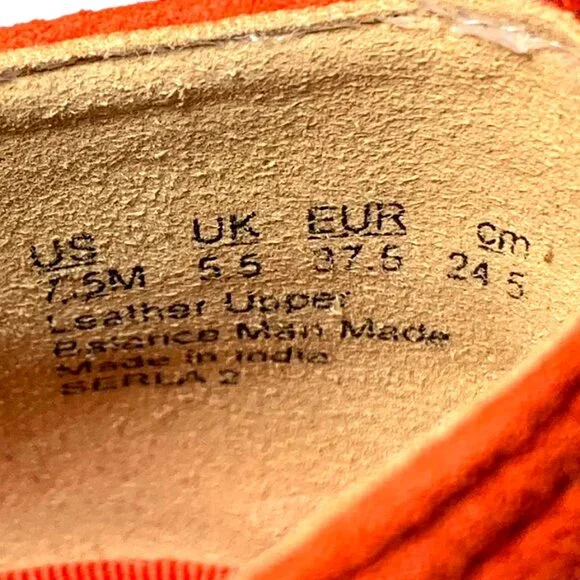 US UK EUR cm
7.5M 5.5 37.5 24.5
Leather Upper
Balance Man Made
Made in India
SERLA 2